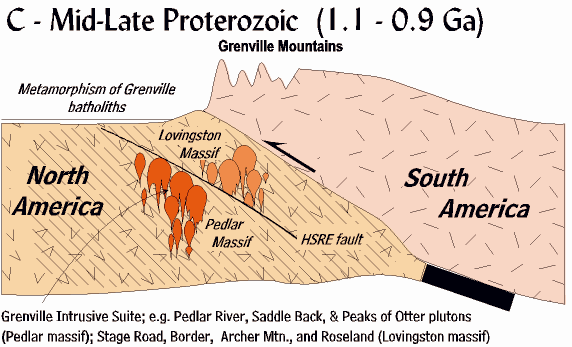 C - Mid-Late Proterozoic (1.1 - 0.9 Ga)
Grenville Mountains
Metamorphism of Grenville
batholiths
Lovingston
Massif
North
America
South
America
Pedlar
Massif
HSRE fault
Grenville Intrusive Suite; e.g. Pedlar River, Saddle Back, & Peaks of Otter plutons
(Pedlar massif); Stage Road, Border, Archer Mtn., and Roseland (Lovingston massif)